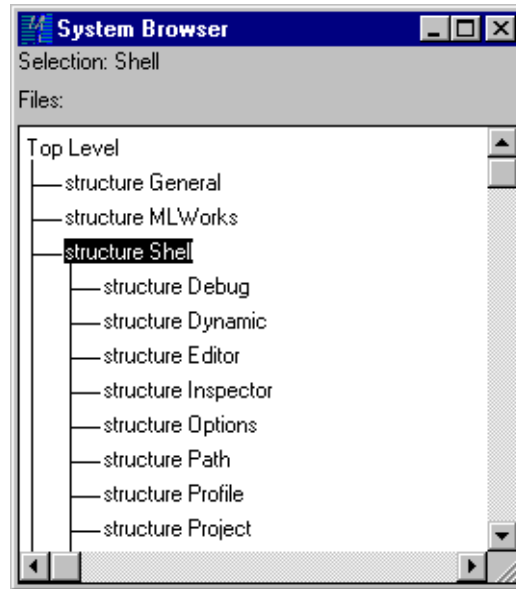 System Browser
Selection: Shell
Files:
Top Level
structure General
structure MLWorks
structure Shell
structure Debug
structure Dynamic
structure Editor
structure Inspector
structure Options
structure Path
structure Profile
structure Project